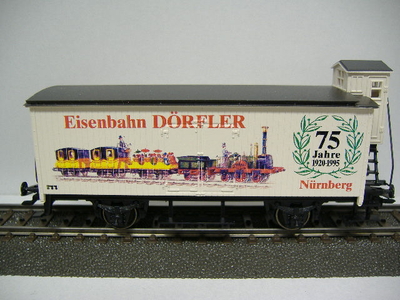 Eisenbahn DÖRFLER
75
Jahre
1920-1995
Nürnberg